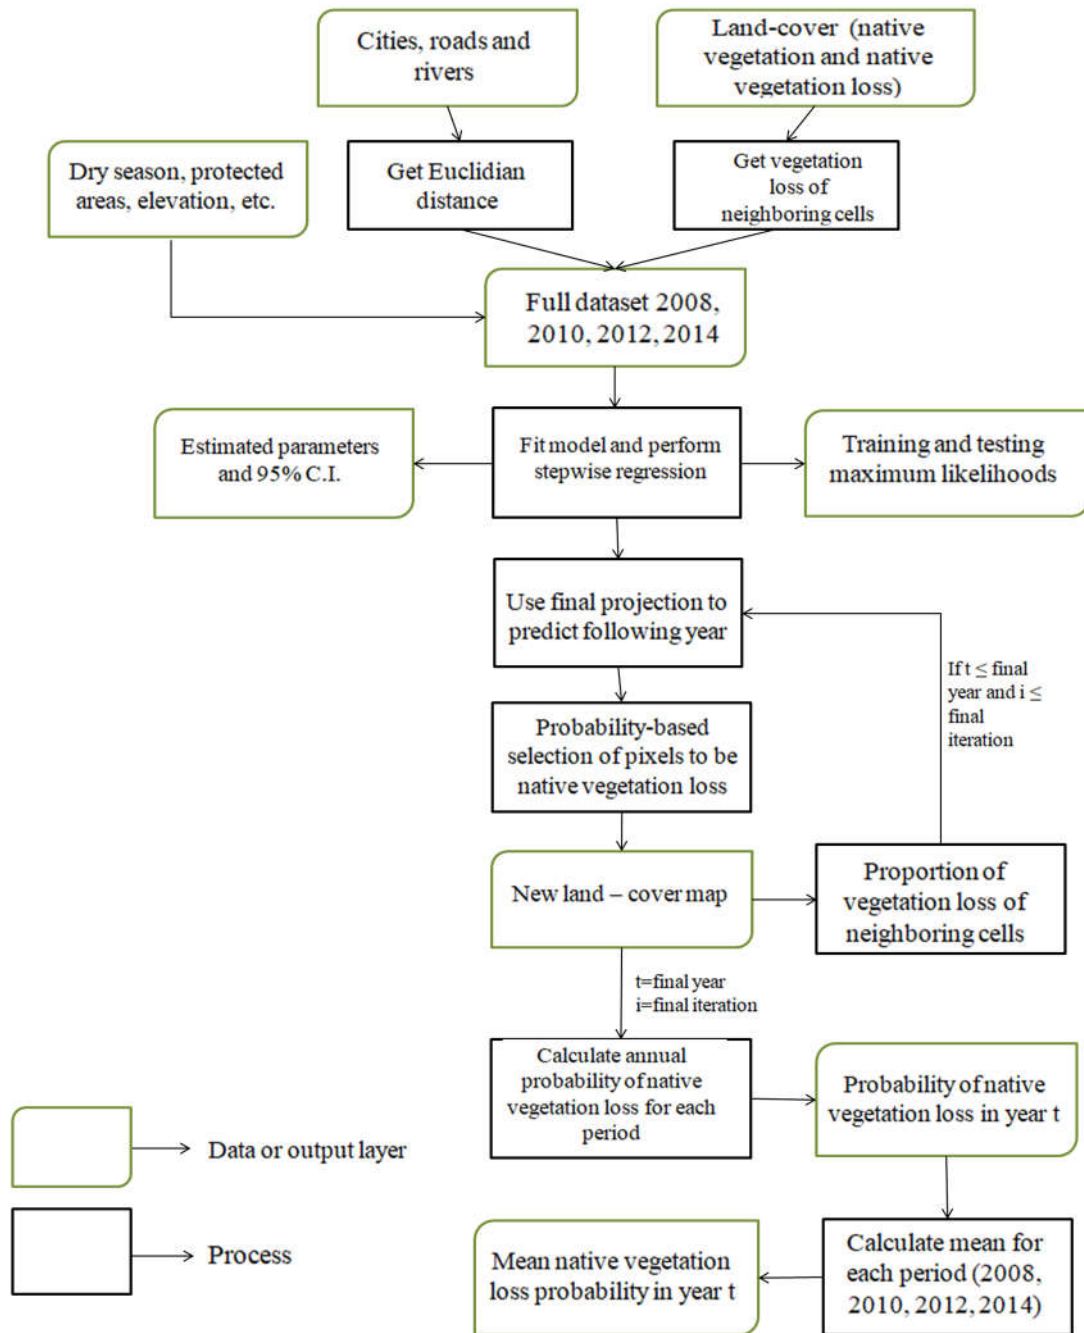 Cities, roads and
rivers
Land-cover (native
vegetation and native
vegetation loss)
Dry season, protected
areas, elevation, etc.
Get Euclidian
distance
Get vegetation
loss of
neighboring cells
Full dataset 2008,
2010, 2012, 2014
Estimated parameters
and 95% C.I.
Fit model and perform
stepwise regression
Training and testing
maximum likelihoods
Use final projection to
predict following year
If t ≤ final
year and i ≤
final
iteration
Probability-based
selection of pixels to be
native vegetation loss
New land – cover map
Proportion of
vegetation loss of
neighboring cells
t=final year
i=final iteration
Calculate annual
probability of native
vegetation loss for each
period
Probability of native
vegetation loss in year t
Data or output layer
Process
Mean native vegetation
loss probability in year t
Calculate mean for
each period (2008,
2010, 2012, 2014)